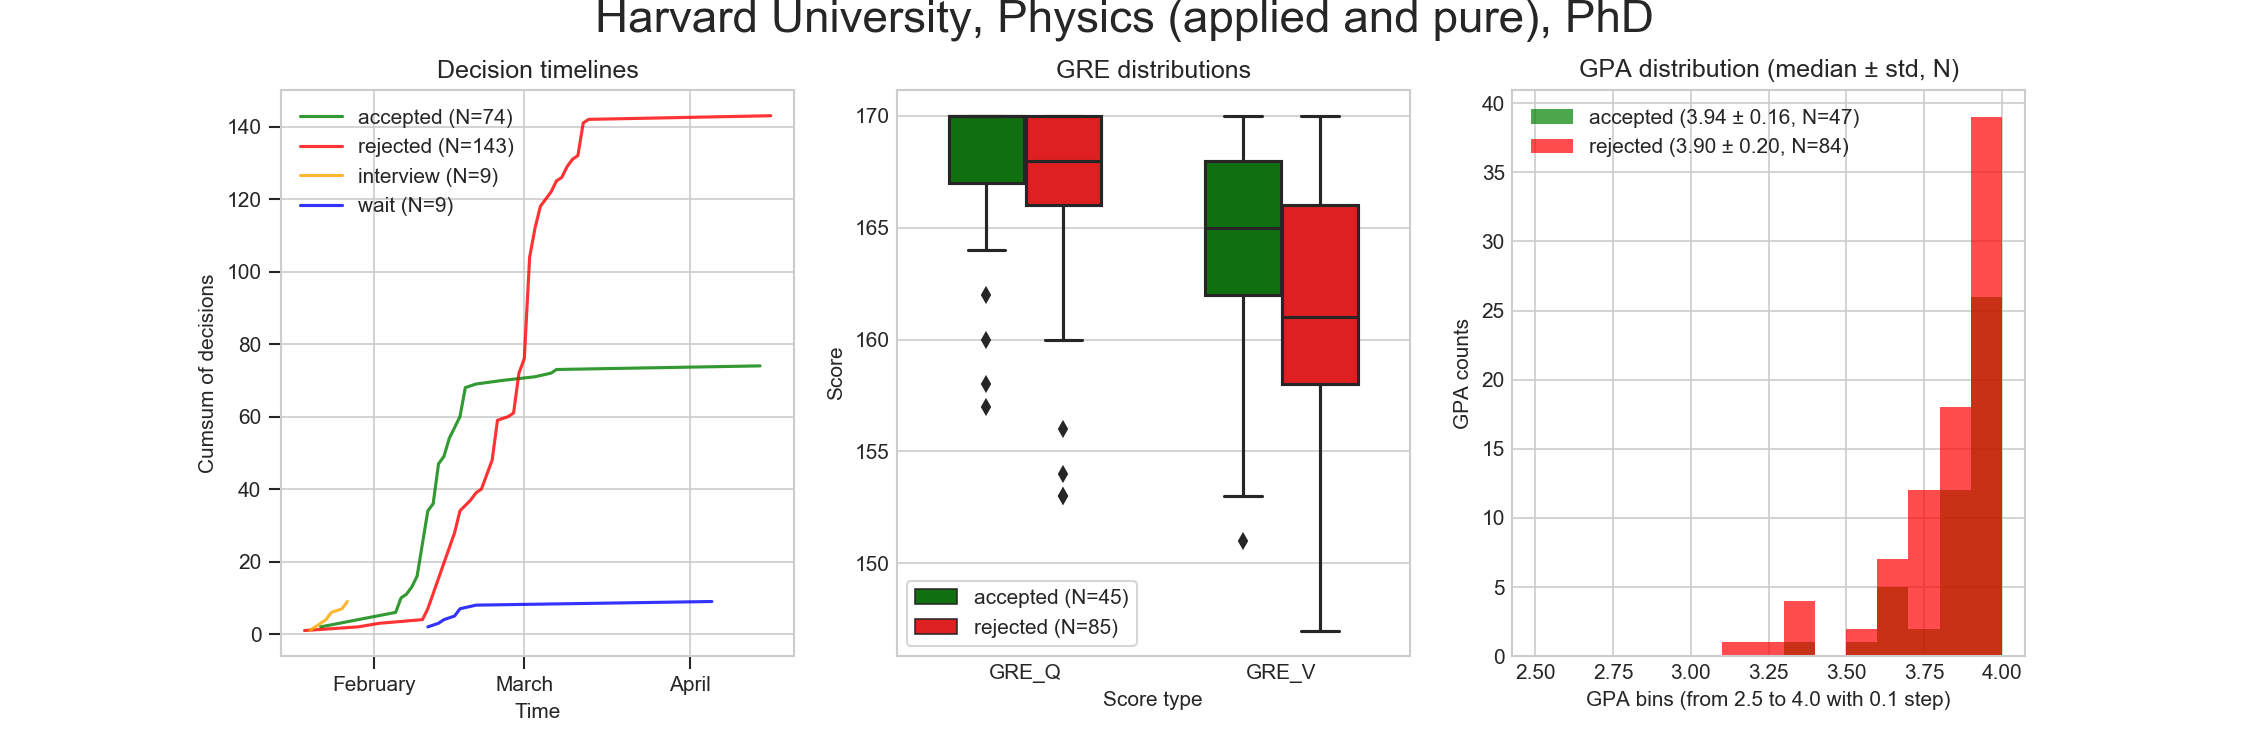 Harvard University, Physics (applied and pure), PhD
Decision timelines
accepted (N=74)
rejected (N=143)
interview (N=9)
wait (N=9)
140
120
100
80
60
40
20
0
Cumsum of decisions
February March April
Time
GRE distributions
170
165
160
155
150
Score
accepted (N=45)
rejected (N=85)
GRE_Q GRE_V
Score type
GPA distribution (median ± std, N)
accepted (3.94 ± 0.16, N=47)
rejected (3.90 ± 0.20, N=84)
40
35
30
25
20
15
10
5
0
GPA counts
2.50 2.75 3.00 3.25 3.50 3.75 4.00
GPA bins (from 2.5 to 4.0 with 0.1 step)